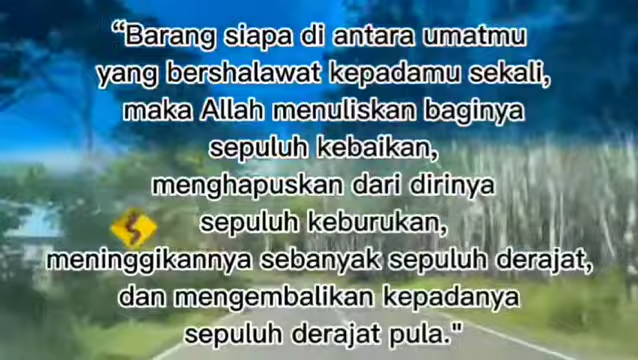 “Barang siapa di antara umatmu
yang bershalawat kepadamu sekali,
maka Allah menuliskan baginya
sepuluh kebaikan,
menghapuskan dari dirinya
sepuluh keburukan,
meninggikannya sebanyak sepuluh derajat,
dan mengembalikan kepadanya
sepuluh derajat pula."